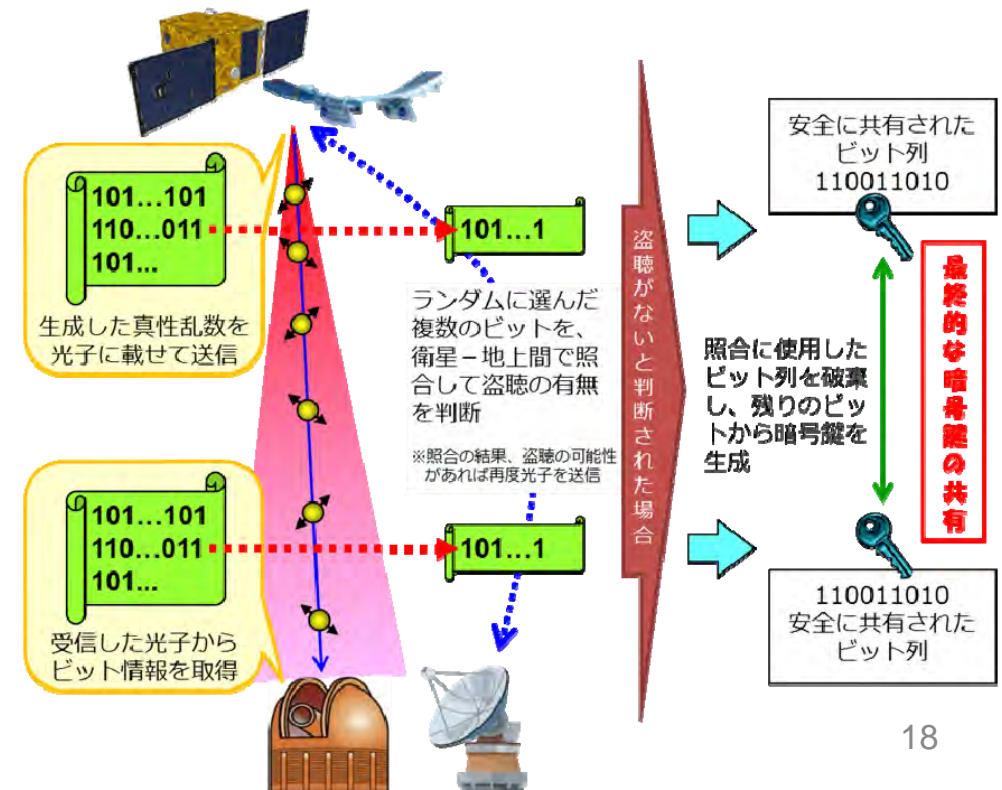 101...101
110...011
101...
生成した真性乱数を
光子に載せて送信
101...101
110...011
101...
受信した光子から
ビット情報を取得
101...1
ランダムに選んだ
複数のビットを、
衛星－地上間で照
合して盗聴の有無
を判断
※照合の結果、盗聴の可能性
があれば再度光子を送信
101...1
盗聴がないと判断された場合
安全に共有された
ビット列
110011010
照合に使用した
ビット列を破棄
し、残りのビッ
トから暗号鍵を
生成
最終的な暗号鍵の共有
110011010
安全に共有された
ビット列
18